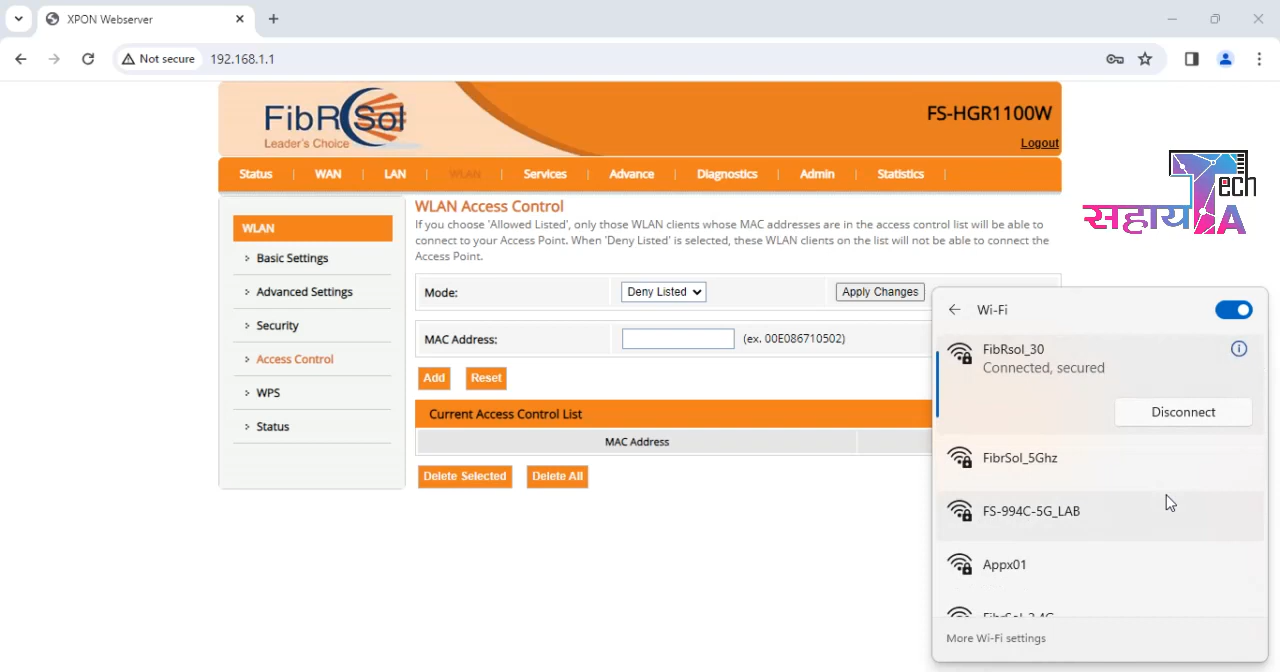 XPON Webserver
Not secure
192.168.1.1
FibRSol
Leader's Choice
FS-HGR1100W
Logout
Status
WAN
LAN
WLAN
Services
Advance
Diagnostics
Admin
Statistics
Tech
सहायTA
WLAN
Basic Settings
Advanced Settings
Security
Access Control
WPS
Status
WLAN Access Control
If you choose 'Allowed Listed', only those WLAN clients whose MAC addresses are in the access control list will be able to
connect to your Access Point. When 'Deny Listed' is selected, these WLAN clients on the list will not be able to connect the
Access Point.
Mode:
Deny Listed
Apply Changes
MAC Address:
(ex. 00E086710502)
Add
Reset
Current Access Control List
MAC Address
Delete Selected
Delete All
Wi-Fi
FibRsol_30
Connected, secured
Disconnect
FibrSol_5Ghz
FS-994C-5G_LAB
Appx01
FibrSol_2.4G
More Wi-Fi settings